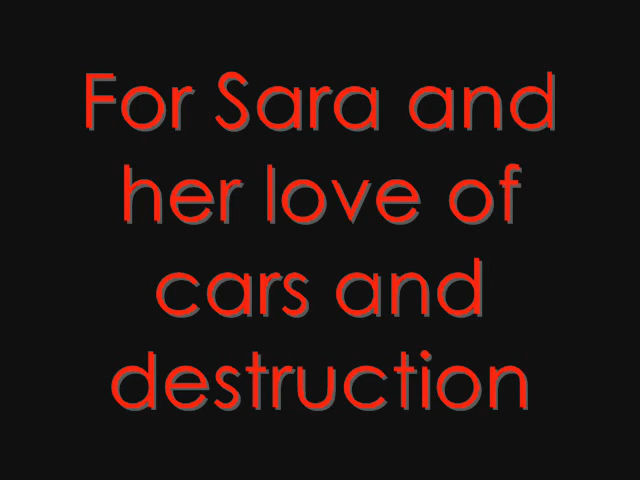 For Sara and
her love of
cars and
destruction